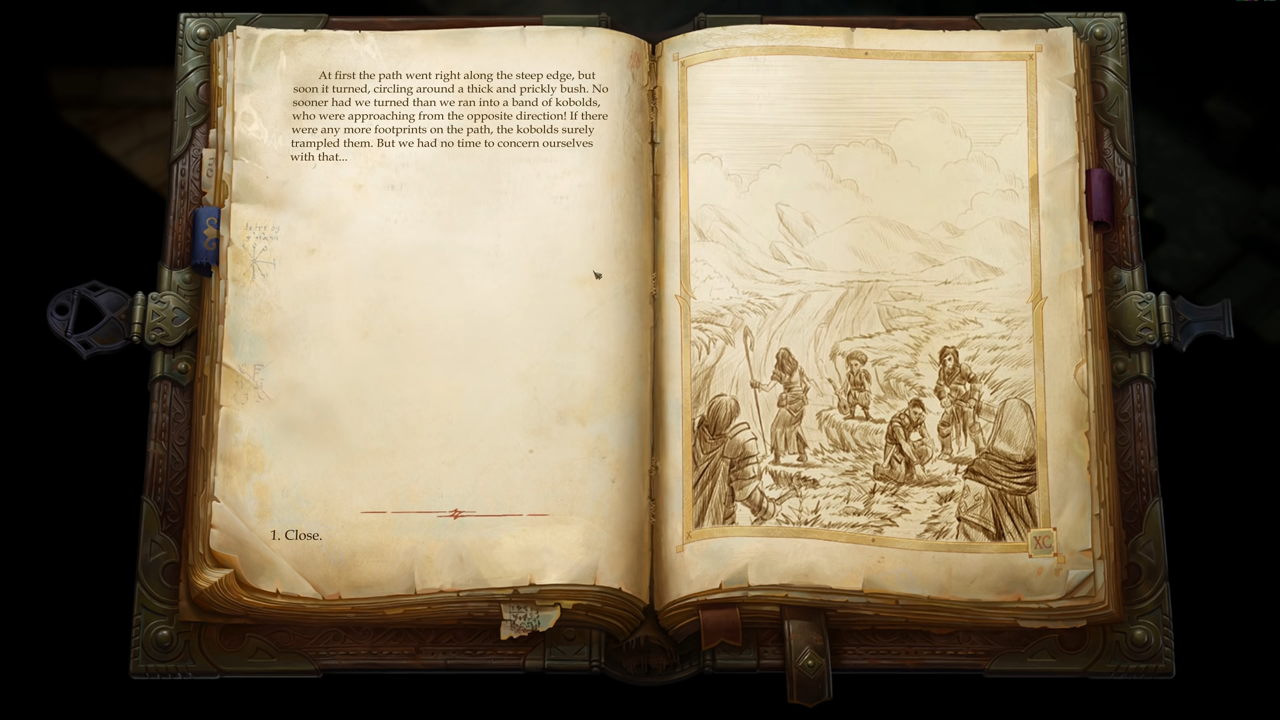 At first the path went right along the steep edge, but
soon it turned, circling around a thick and prickly bush. No
sooner had we turned than we ran into a band of kobolds,
who were approaching from the opposite direction! If there
were any more footprints on the path, the kobolds surely
trampled them. But we had no time to concern ourselves
with that...
1. Close.
XC